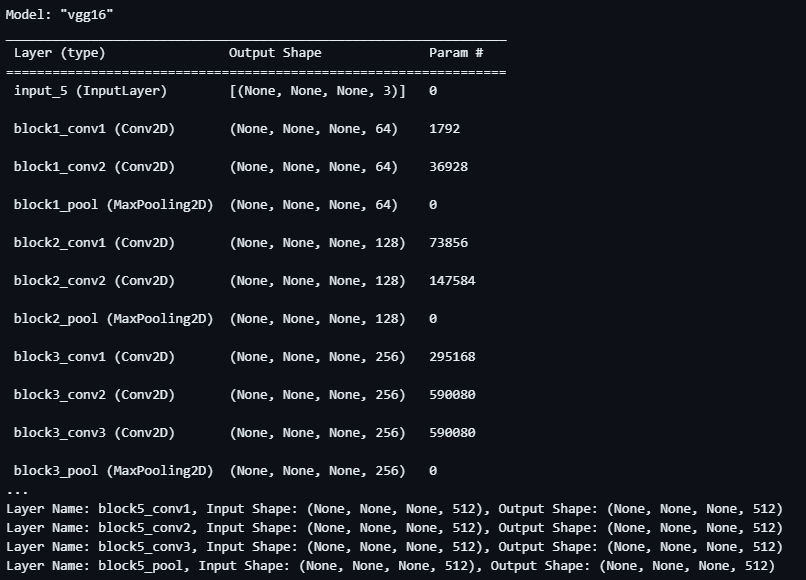 Model: "vgg16"
_________________________________________________________________
Layer (type) Output Shape Param #
=================================================================
input_5 (InputLayer) [(None, None, None, 3)] 0
block1_conv1 (Conv2D) (None, None, None, 64) 1792
block1_conv2 (Conv2D) (None, None, None, 64) 36928
block1_pool (MaxPooling2D) (None, None, None, 64) 0
block2_conv1 (Conv2D) (None, None, None, 128) 73856
block2_conv2 (Conv2D) (None, None, None, 128) 147584
block2_pool (MaxPooling2D) (None, None, None, 128) 0
block3_conv1 (Conv2D) (None, None, None, 256) 295168
block3_conv2 (Conv2D) (None, None, None, 256) 590080
block3_conv3 (Conv2D) (None, None, None, 256) 590080
block3_pool (MaxPooling2D) (None, None, None, 256) 0
...
Layer Name: block5_conv1, Input Shape: (None, None, None, 512), Output Shape: (None, None, None, 512)
Layer Name: block5_conv2, Input Shape: (None, None, None, 512), Output Shape: (None, None, None, 512)
Layer Name: block5_conv3, Input Shape: (None, None, None, 512), Output Shape: (None, None, None, 512)
Layer Name: block5_pool, Input Shape: (None, None, None, 512), Output Shape: (None, None, None, 512)